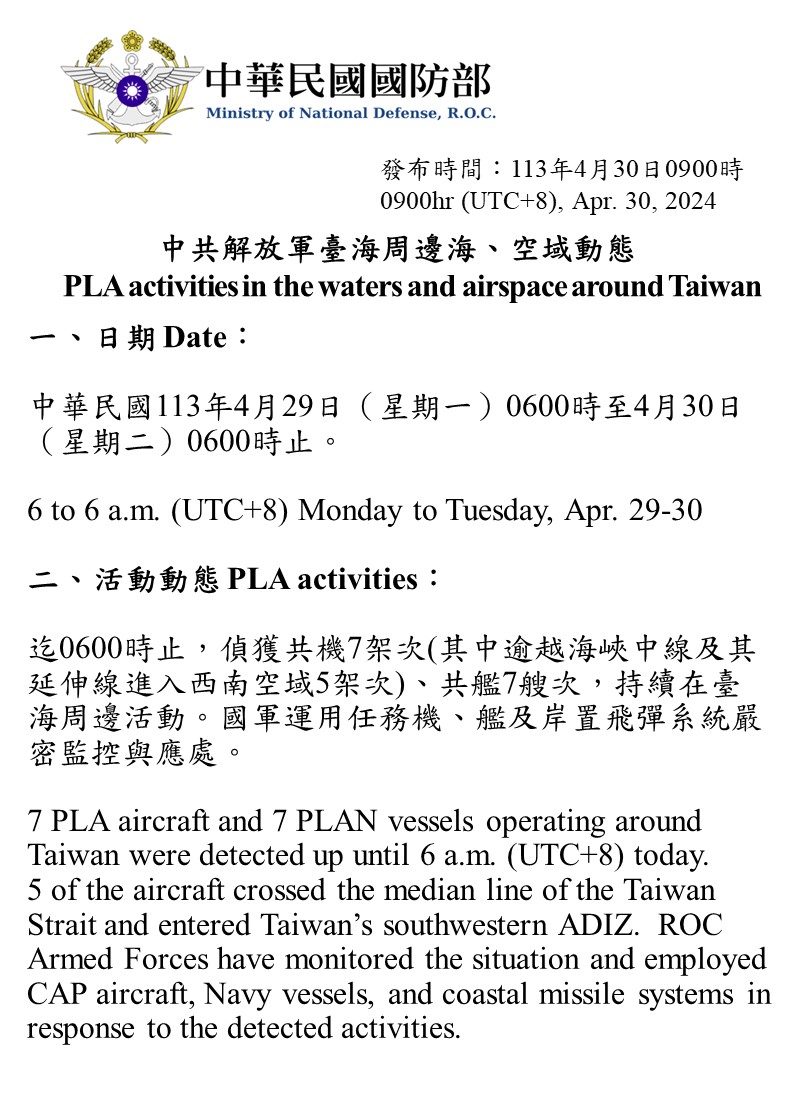 中華民國國防部
Ministry of National Defense, R.O.C.
發布時間：113年4月30日0900時
0900hr (UTC+8), Apr. 30, 2024
中共解放軍臺海周邊海、空域動態
PLA activities in the waters and airspace around Taiwan
一、日期 Date：
中華民國113年4月29日（星期一）0600時至4月30日
（星期二）0600時止。
6 to 6 a.m. (UTC+8) Monday to Tuesday, Apr. 29-30
二、活動動態 PLA activities：
迄0600時止，偵獲共機7架次(其中逾越海峽中線及其
延伸線進入西南空域5架次)、共艦7艘次，持續在臺
海周邊活動。國軍運用任務機、艦及岸置飛彈系統嚴
密監控與應處。
7 PLA aircraft and 7 PLAN vessels operating around
Taiwan were detected up until 6 a.m. (UTC+8) today.
5 of the aircraft crossed the median line of the Taiwan
Strait and entered Taiwan’s southwestern ADIZ. ROC
Armed Forces have monitored the situation and employed
CAP aircraft, Navy vessels, and coastal missile systems in
response to the detected activities.